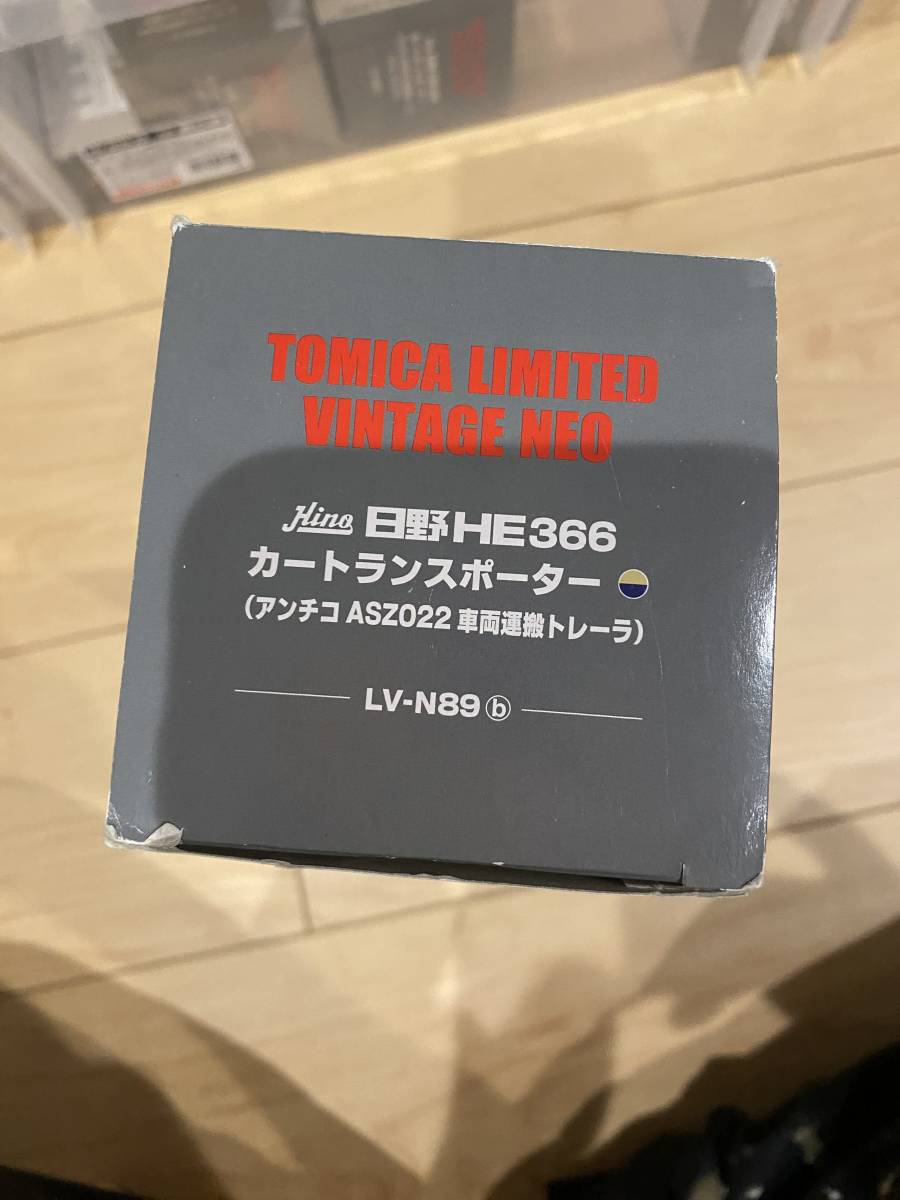 TOMICA LIMITED
VINTAGE NEO
Hino 日野HE366
カートランスポーター
（アンチコ ASZ022 車両運搬トレーラ）
LV-N89 ⓑ